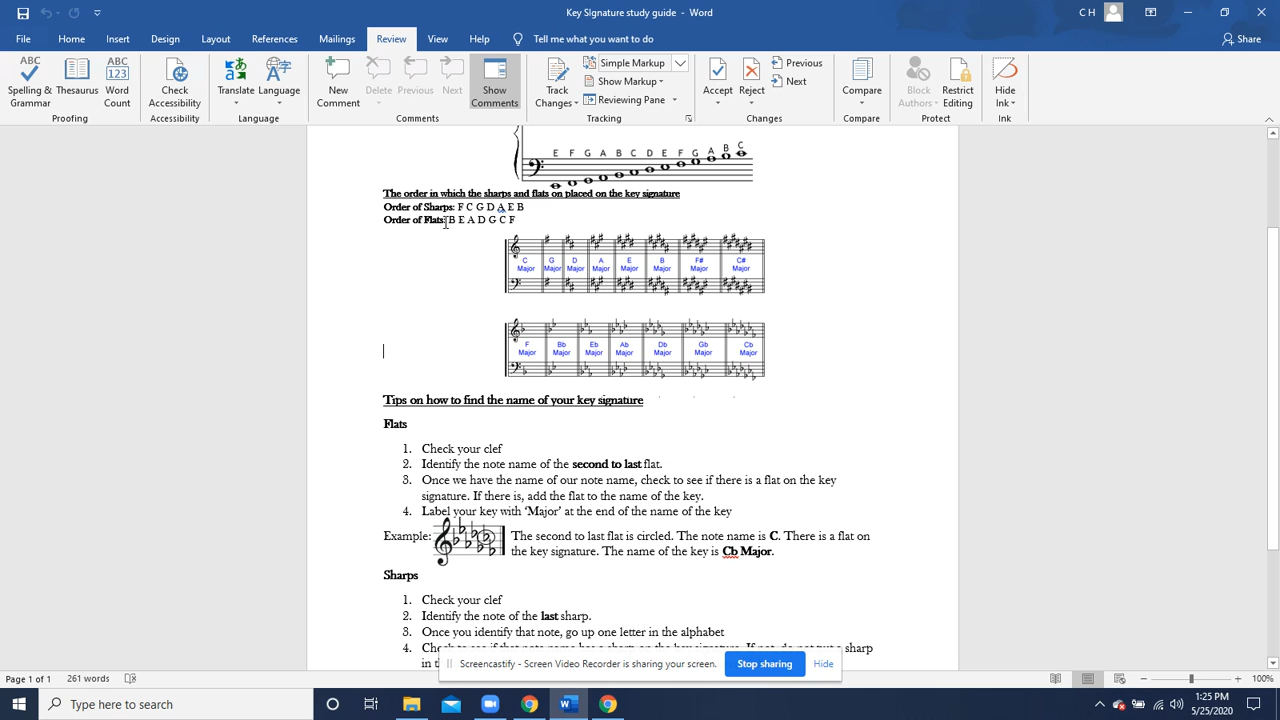 C H
Share
File Home Insert Design Layout References Mailings Review View Help Tell me what you want to do
ABC
Spelling & Grammar
Thesaurus
ABC 123
Word Count
Check Accessibility
Translate
Language
New Comment
Delete
Previous
Next
Show Comments
Track Changes
Simple Markup
Show Markup
Reviewing Pane
Accept
Reject
Previous
Next
Compare
Block Authors
Restrict Editing
Hide Ink
Proofing Accessibility Language Comments Tracking Changes Compare Protect Ink
E F G A B C D E F G A B C
The order in which the sharps and flats on placed on the key signature
Order of Sharps: F C G D A E B
Order of Flats: B E A D G C F
C Major G Major D Major A Major E Major B Major F# Major C# Major
F Major Bb Major Eb Major Ab Major Db Major Gb Major Cb Major
Tips on how to find the name of your key signature
Flats
1. Check your clef
2. Identify the note name of the second to last flat.
3. Once we have the name of our note name, check to see if there is a flat on the key
signature. If there is, add the flat to the name of the key.
4. Label your key with ‘Major’ at the end of the name of the key
Example: The second to last flat is circled. The note name is C. There is a flat on
the key signature. The name of the key is Cb Major.
Sharps
1. Check your clef
2. Identify the note of the last sharp.
3. Once you identify that note, go up one letter in the alphabet
4.
Screencastify - Screen Video Recorder is sharing your screen. Stop sharing Hide
Page 1 of 1 261 words 100%
Type here to search
1:25 PM
5/25/2020